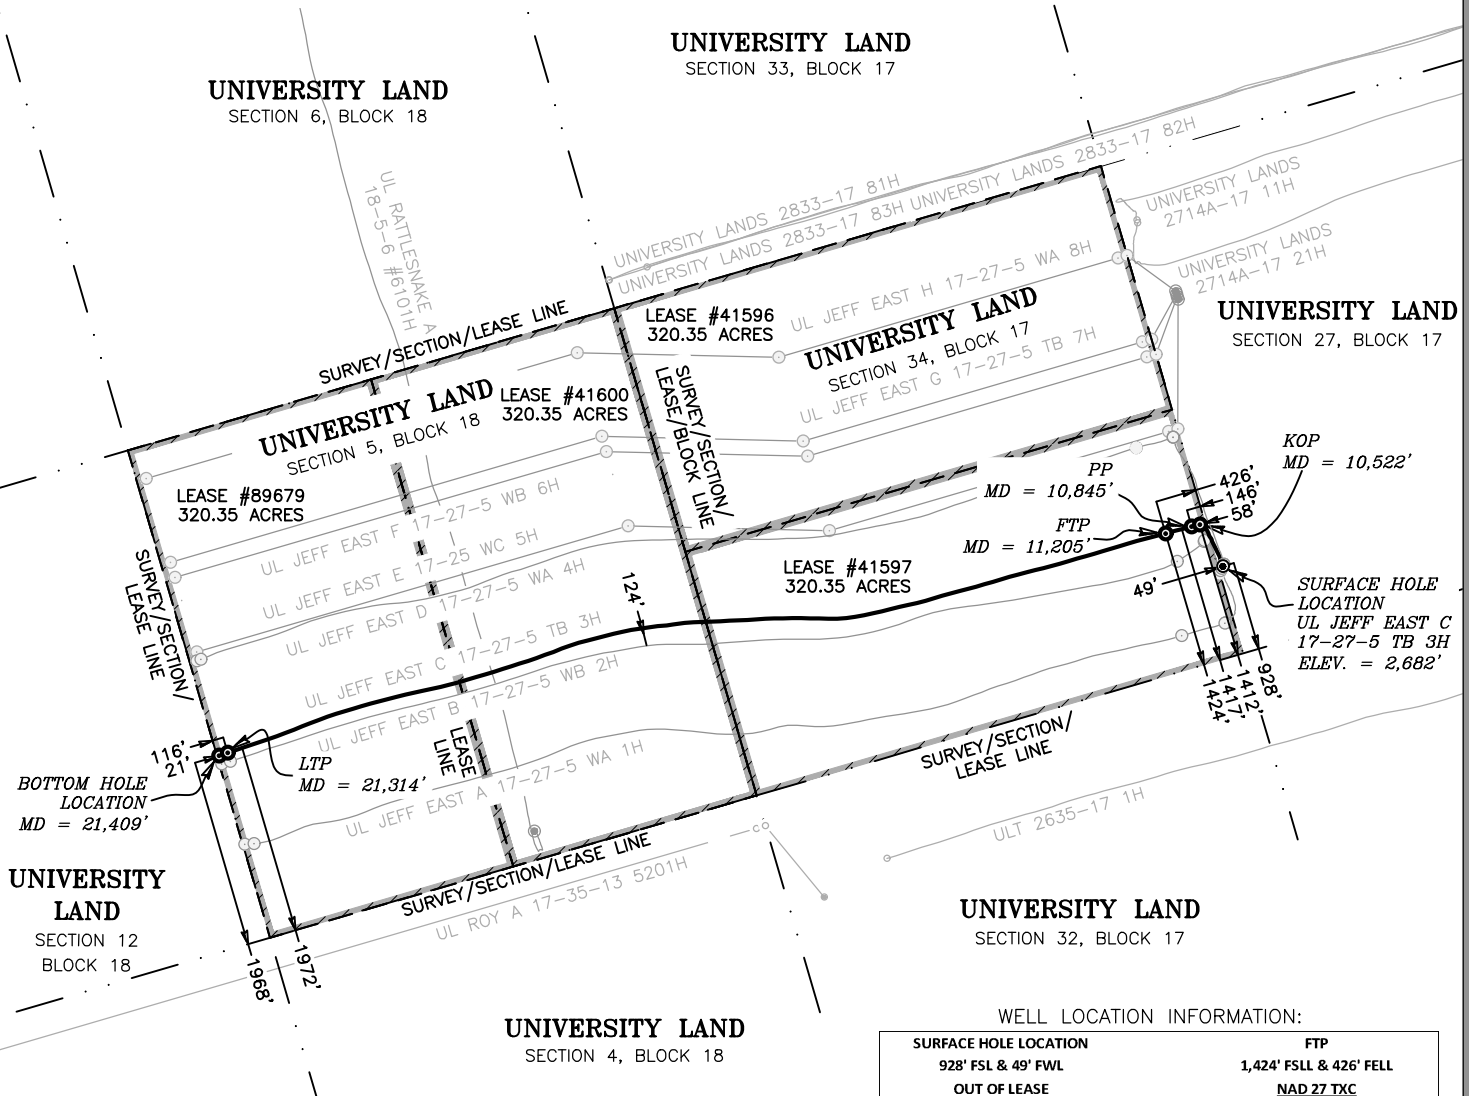 UNIVERSITY LAND
SECTION 33, BLOCK 17
UNIVERSITY LAND
SECTION 6, BLOCK 18
UL RATTLESNAKE A
18-5-6 #6101H
UNIVERSITY LANDS 2833-17 81H
UNIVERSITY LANDS 2833-17 82H
UNIVERSITY LANDS 2833-17 83H
UNIVERSITY LANDS
2714A-17 11H
UNIVERSITY LANDS
2714A-17 21H
UNIVERSITY LAND
SECTION 27, BLOCK 17
SURVEY/SECTION/LEASE LINE
LEASE #41596
320.35 ACRES
UL JEFF EAST H 17-27-5 WA 8H
UNIVERSITY LAND
SECTION 34, BLOCK 17
UL JEFF EAST G 17-27-5 TB 7H
SURVEY/SECTION/
LEASE/BLOCK LINE
UNIVERSITY LAND
SECTION 5, BLOCK 18
LEASE #41600
320.35 ACRES
LEASE #89679
320.35 ACRES
UL JEFF EAST F 17-27-5 WB 6H
UL JEFF EAST E 17-25 WC 5H
UL JEFF EAST D 17-27-5 WA 4H
UL JEFF EAST C 17-27-5 TB 3H
UL JEFF EAST B 17-27-5 WB 2H
UL JEFF EAST A 17-27-5 WA 1H
SURVEY/SECTION/
LEASE LINE
124'
KOP
MD = 10,522'
PP
MD = 10,845'
FTP
MD = 11,205'
426'
146'
58'
49'
LEASE #41597
320.35 ACRES
SURFACE HOLE
LOCATION
UL JEFF EAST C
17-27-5 TB 3H
ELEV. = 2,682'
928'
1412'
1417'
1424'
SURVEY/SECTION/
LEASE LINE
LEASE
LINE
116'
21'
LTP
MD = 21,314'
BOTTOM HOLE
LOCATION
MD = 21,409'
ULT 2635-17 1H
SURVEY/SECTION/LEASE LINE
UL ROY A 17-35-13 5201H
UNIVERSITY
LAND
SECTION 12
BLOCK 18
1968'
1972'
UNIVERSITY LAND
SECTION 32, BLOCK 17
UNIVERSITY LAND
SECTION 4, BLOCK 18
WELL LOCATION INFORMATION:
SURFACE HOLE LOCATION
928' FSL & 49' FWL
OUT OF LEASE
FTP
1,424' FSLL & 426' FELL
NAD 27 TXC